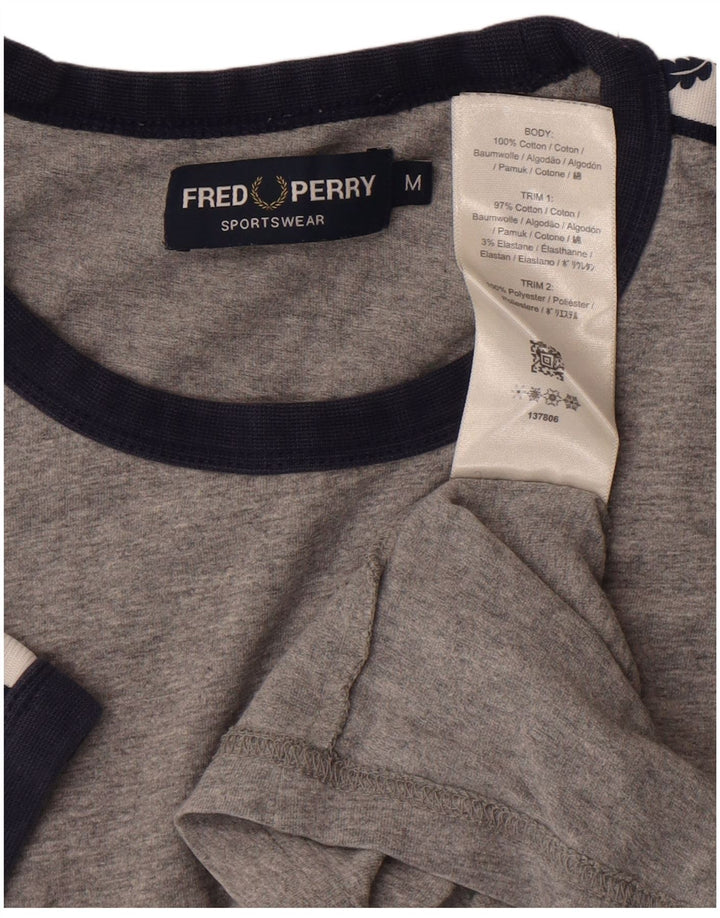 FRED PERRY M
SPORTSWEAR
BODY:
100% Cotton / Coton /
Baumwolle / Algodão / Algodón
/ Pamuk / Cotone / 綿
TRIM 1:
97% Cotton / Coton /
Baumwolle / Algodão / Algodón
/ Pamuk / Cotone / 綿
3% Elastane / Élasthanne /
Elastan / Elastano / ﾎﾟﾘｳﾚﾀﾝ
TRIM 2:
100% Polyester / Poliéster /
Poliestere / ﾎﾟﾘｴｽﾃﾙ
137806